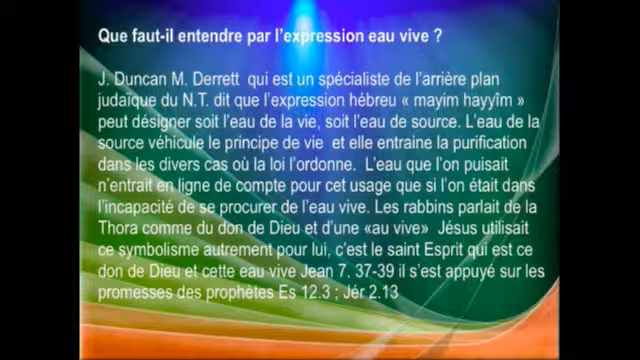 Que faut-il entendre par l'expression eau vive ?
J. Duncan M. Derrett qui est un spécialiste de l'arrière plan
judaïque du N.T. dit que l'expression hébreu « mayim hayyîm »
peut désigner soit l'eau de la vie, soit l'eau de source. L'eau de la
source véhicule le principe de vie et elle entraine la purification
dans les divers cas où la loi l'ordonne. L'eau que l'on puisait
n'entrait en ligne de compte pour cet usage que si l'on était dans
l'incapacité de se procurer de l'eau vive. Les rabbins parlait de la
Thora comme du don de Dieu et d'une «au vive» Jésus utilisait
ce symbolisme autrement pour lui, c'est le saint Esprit qui est ce
don de Dieu et cette eau vive Jean 7. 37-39 il s'est appuyé sur les
promesses des prophètes Es 12.3 ; Jér 2.13